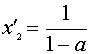 x′₂ = 1/(1 − a)